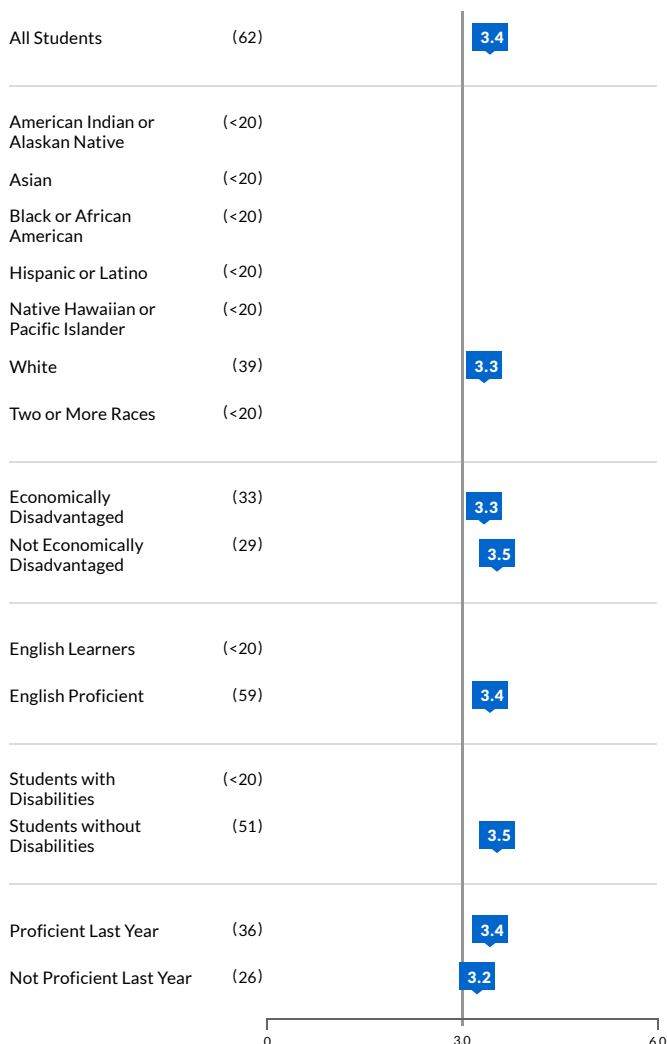 All Students (62) 3.4
American Indian or (<20)
Alaskan Native
Asian (<20)
Black or African (<20)
American
Hispanic or Latino (<20)
Native Hawaiian or (<20)
Pacific Islander
White (39) 3.3
Two or More Races (<20)
Economically (33) 3.3
Disadvantaged
Not Economically (29) 3.5
Disadvantaged
English Learners (<20)
English Proficient (59) 3.4
Students with (<20)
Disabilities
Students without (51) 3.5
Disabilities
Proficient Last Year (36) 3.4
Not Proficient Last Year (26) 3.2
0 3.0 6.0